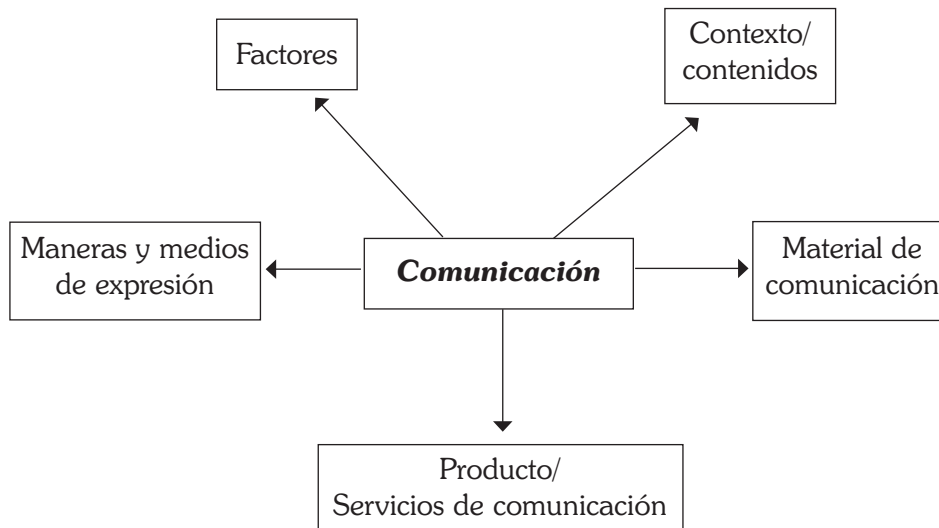 Factores
Contexto/
contenidos
Maneras y medios
de expresión
Comunicación
Material de
comunicación
Producto/
Servicios de comunicación